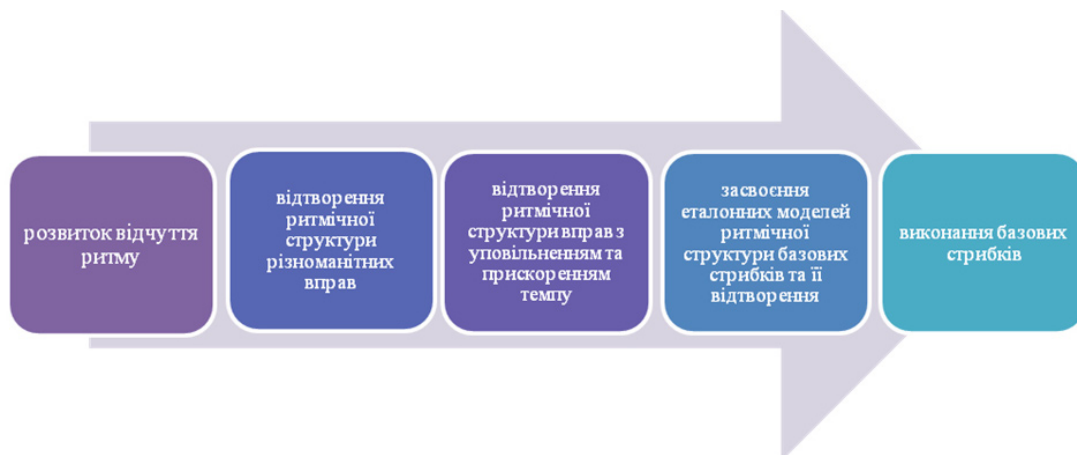 розвиток відчуття
ритму
відтворення
ритмічної
структури
різноманітних
вправ
відтворення
ритмічної
структури вправ з
уповільненням та
прискоренням
темпу
засвоєння
еталонних моделей
ритмічної
структури базових
стрибків та її
відтворення
виконання базових
стрибків